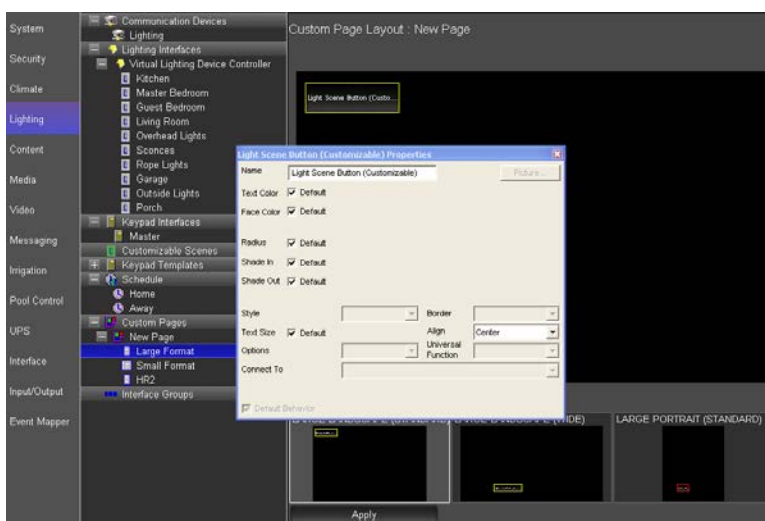 System
Security
Climate
Lighting
Content
Media
Video
Messaging
Irrigation
Pool Control
UPS
Interface
Input/Output
Event Mapper
Communication Devices
Lighting
Lighting Interfaces
Virtual Lighting Device Controller
Kitchen
Master Bedroom
Guest Bedroom
Living Room
Overhead Lights
Sconces
Rope Lights
Garage
Outside Lights
Porch
Keypad Interfaces
Master
Customizable Scenes
Keypad Templates
Schedule
Home
Away
Custom Pages
New Page
Large Format
Small Format
HR2
Interface Groups
Custom Page Layout : New Page
Light Scene Button (Custo...
Light Scene Button (Customizable) Properties
Name Light Scene Button (Customizable) Picture...
Text Color Default
Face Color Default
Radius Default
Shade In Default
Shade Out Default
Style Border
Text Size Default Align Center
Options Universal Function
Connect To
Default Behavior
LARGE PORTRAIT (STANDARD)
Apply